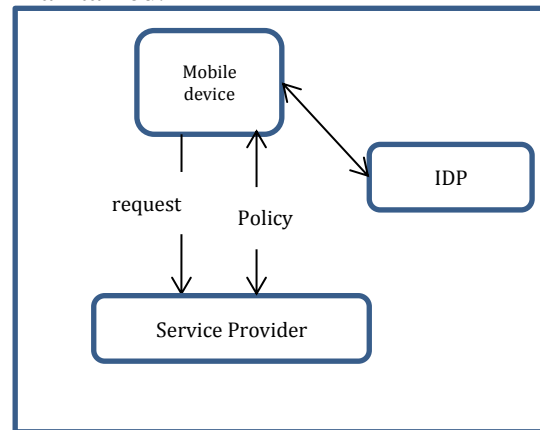 Mobile
device
IDP
request
Policy
Service Provider